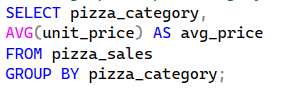 SELECT pizza_category,
AVG(unit_price) AS avg_price
FROM pizza_sales
GROUP BY pizza_category;